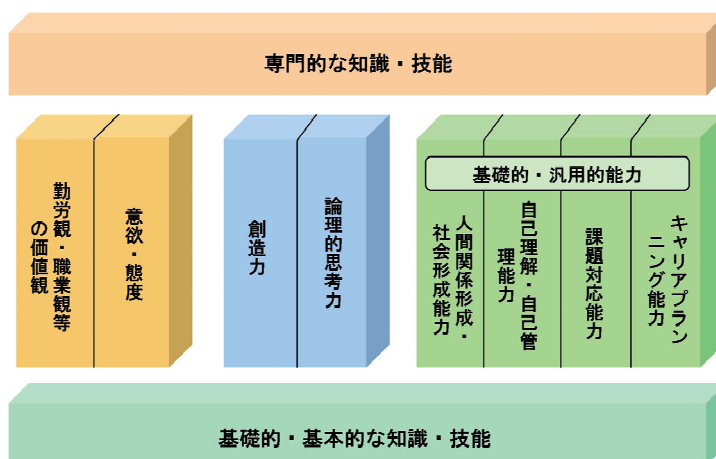 専門的な知識・技能
勤労観・職業観等
の価値観
意欲・態度
創造力
論理的思考力
基礎的・汎用的能力
人間関係形成・
社会形成能力
自己理解・自己管
理能力
課題対応能力
キャリアプラン
ニング能力
基礎的・基本的な知識・技能